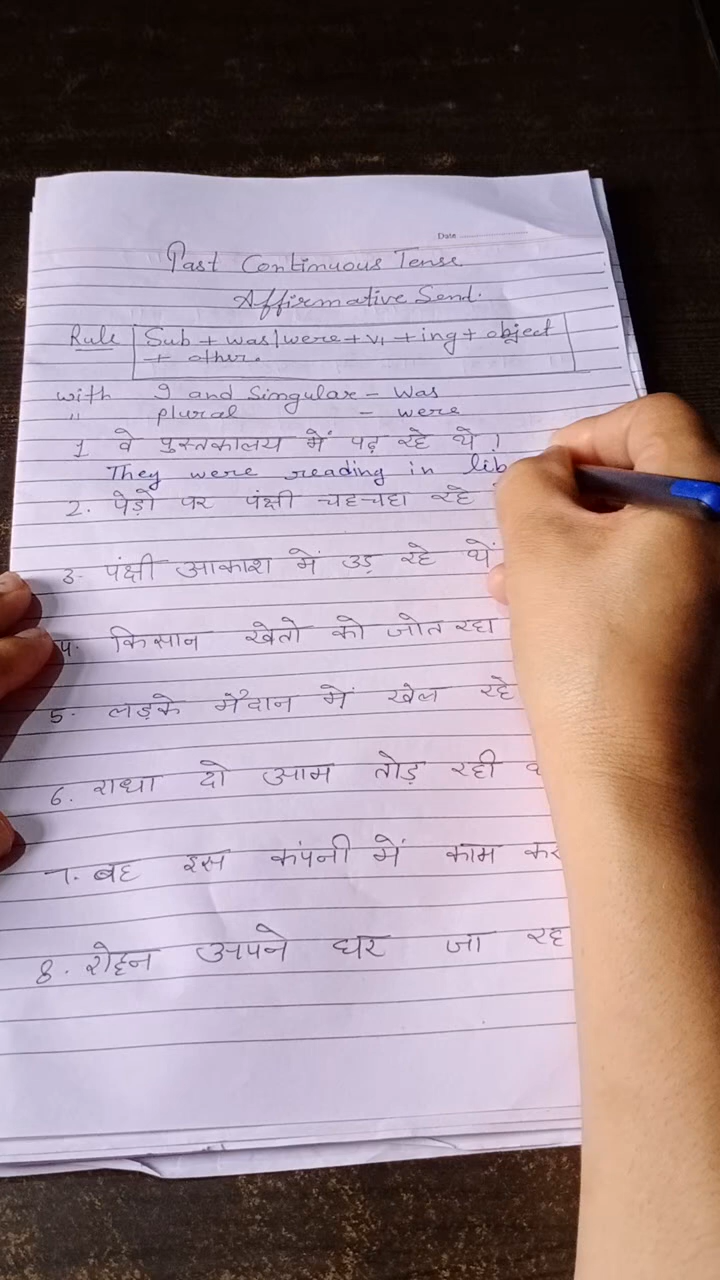 Date
Past Continuous Tense
Affirmative Send.
Rule Sub + was/were + v1 + ing + object
+ other.
with I and Singular - Was
" plural - were
1 वे पुस्तकालय में पढ़ रहे थे !
They were reading in lib
2. पेड़ो पर पंक्षी चहचहा रहे
3. पंक्षी आकाश में उड़ रहे थें
4. किसान खेतो को जोत रहा
5. लड़के मैदान में खेल रहे
6. राधा दो आम तोड़ रही
7. बह इस कंपनी में काम कर
8. रोहन अपने घर जा रह